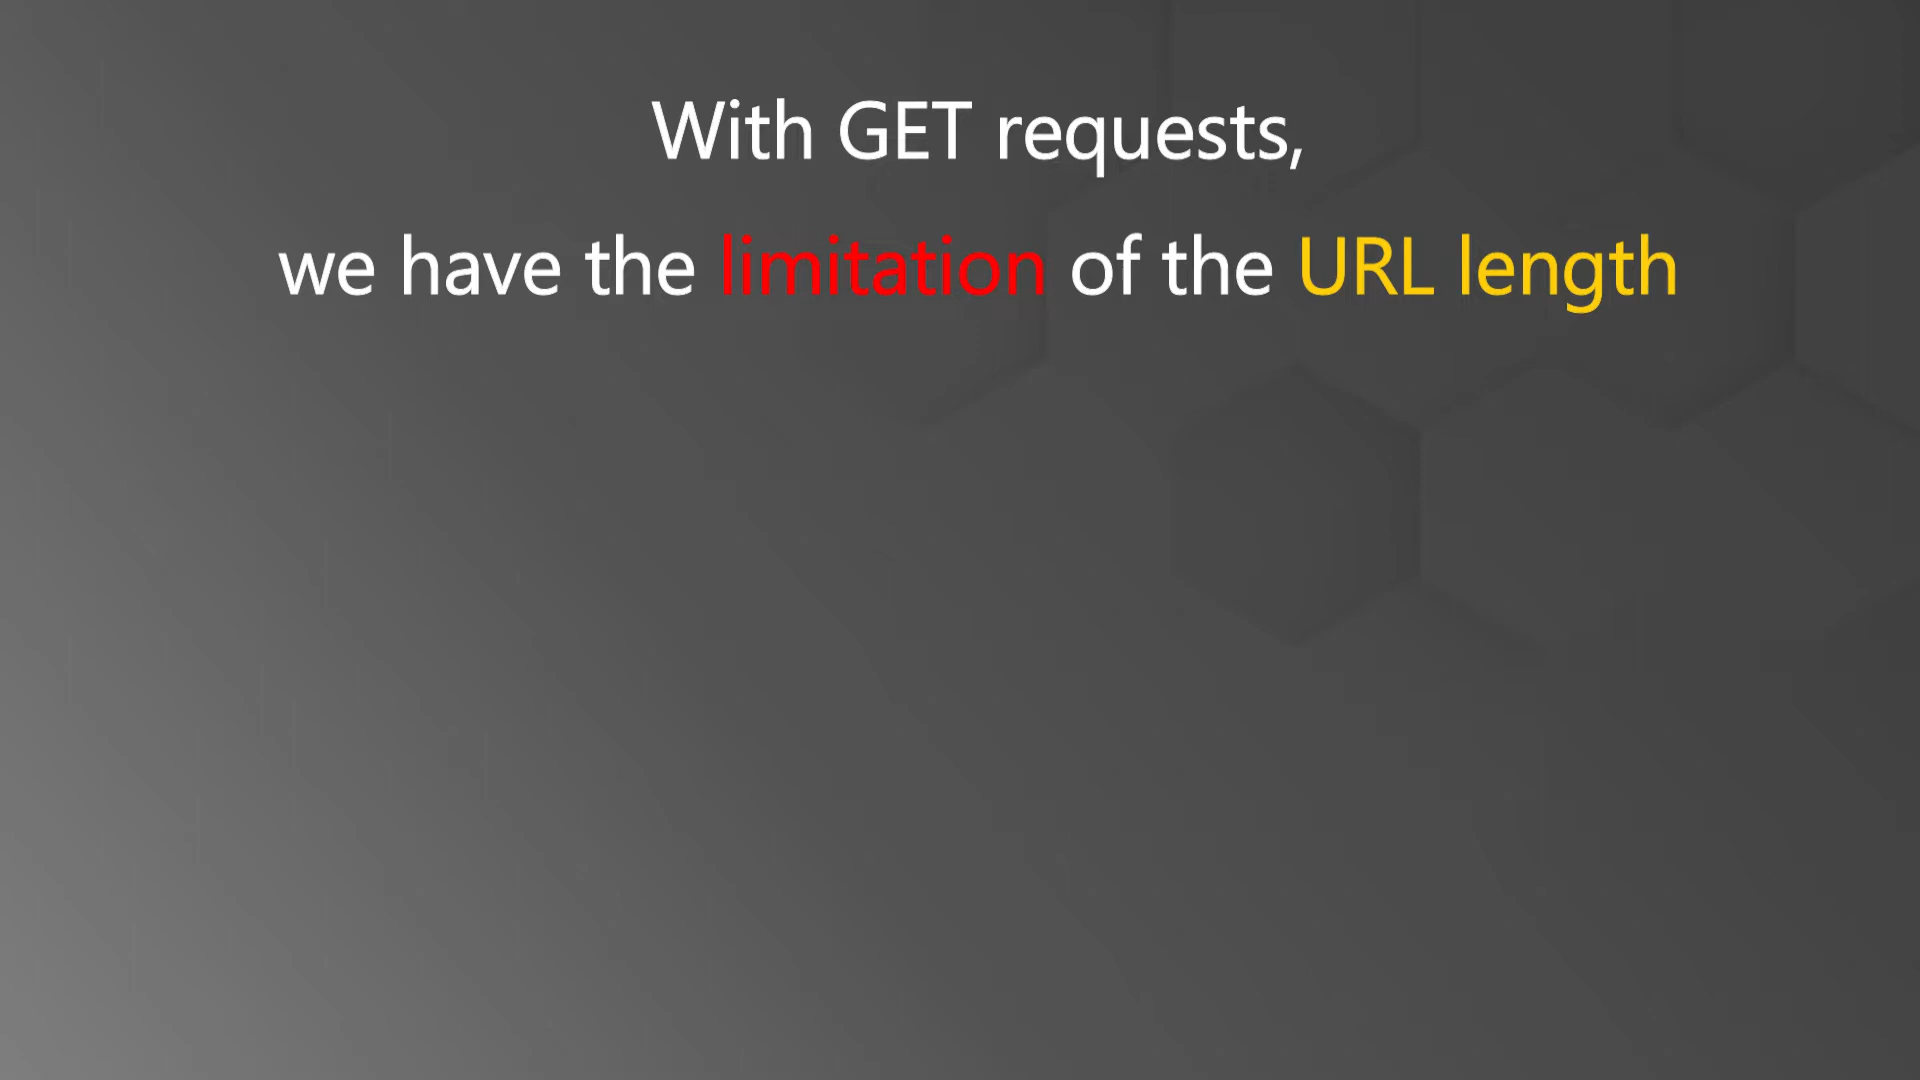 With GET requests,
we have the limitation of the URL length